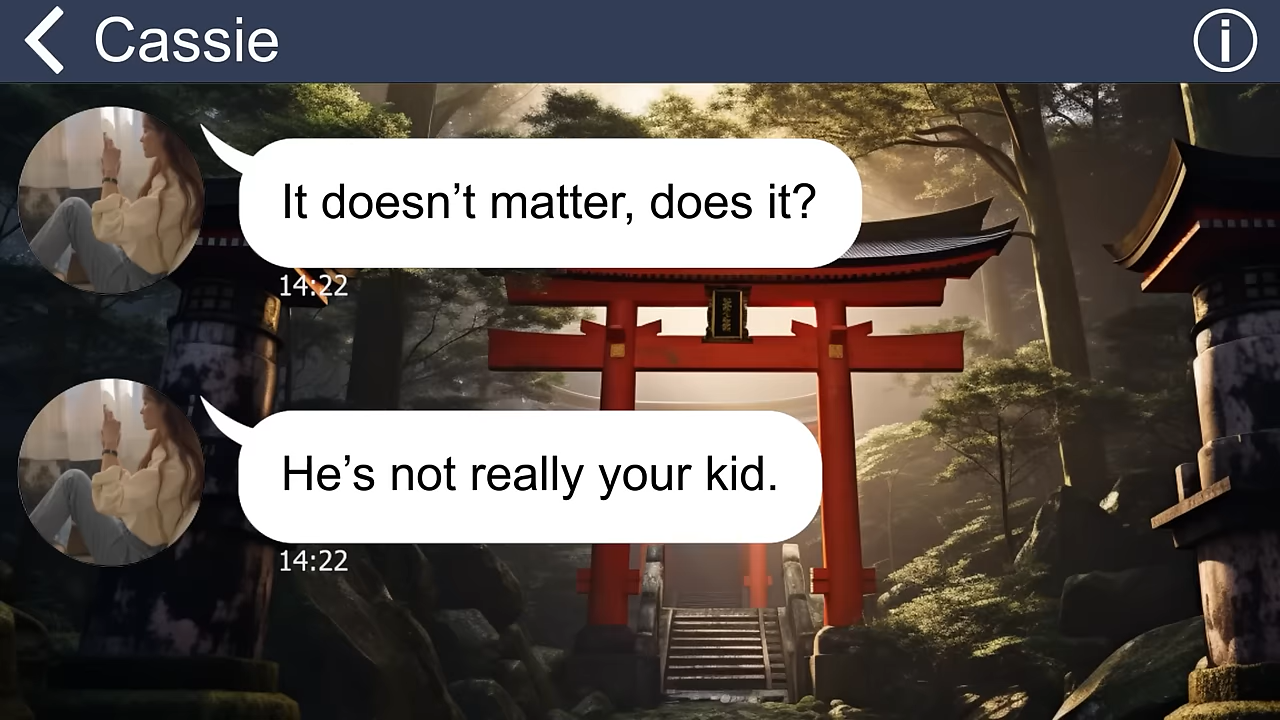 Cassie
It doesn’t matter, does it?
14:22
He’s not really your kid.
14:22